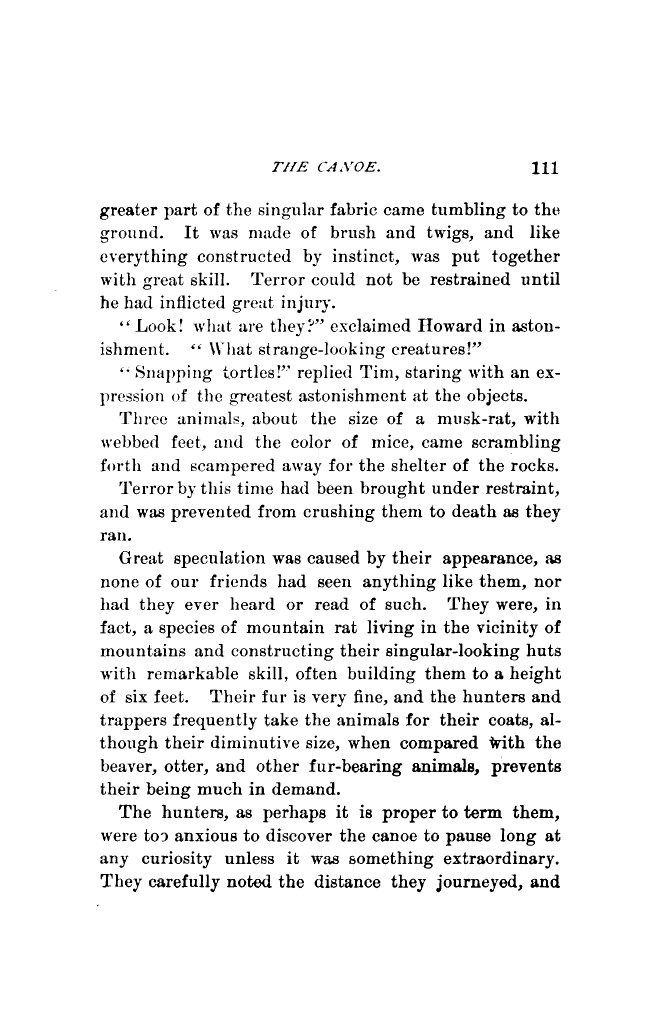 THE CANOE. 111
greater part of the singular fabric came tumbling to the
ground. It was made of brush and twigs, and like
everything constructed by instinct, was put together
with great skill. Terror could not be restrained until
he had inflicted great injury.
“Look! what are they?” exclaimed Howard in aston-
ishment. “What strange-looking creatures!”
“Snapping tortles!” replied Tim, staring with an ex-
pression of the greatest astonishment at the objects.
Three animals, about the size of a musk-rat, with
webbed feet, and the color of mice, came scrambling
forth and scampered away for the shelter of the rocks.
Terror by this time had been brought under restraint,
and was prevented from crushing them to death as they
ran.
Great speculation was caused by their appearance, as
none of our friends had seen anything like them, nor
had they ever heard or read of such. They were, in
fact, a species of mountain rat living in the vicinity of
mountains and constructing their singular-looking huts
with remarkable skill, often building them to a height
of six feet. Their fur is very fine, and the hunters and
trappers frequently take the animals for their coats, al-
though their diminutive size, when compared with the
beaver, otter, and other fur-bearing animals, prevents
their being much in demand.
The hunters, as perhaps it is proper to term them,
were too anxious to discover the canoe to pause long at
any curiosity unless it was something extraordinary.
They carefully noted the distance they journeyed, and